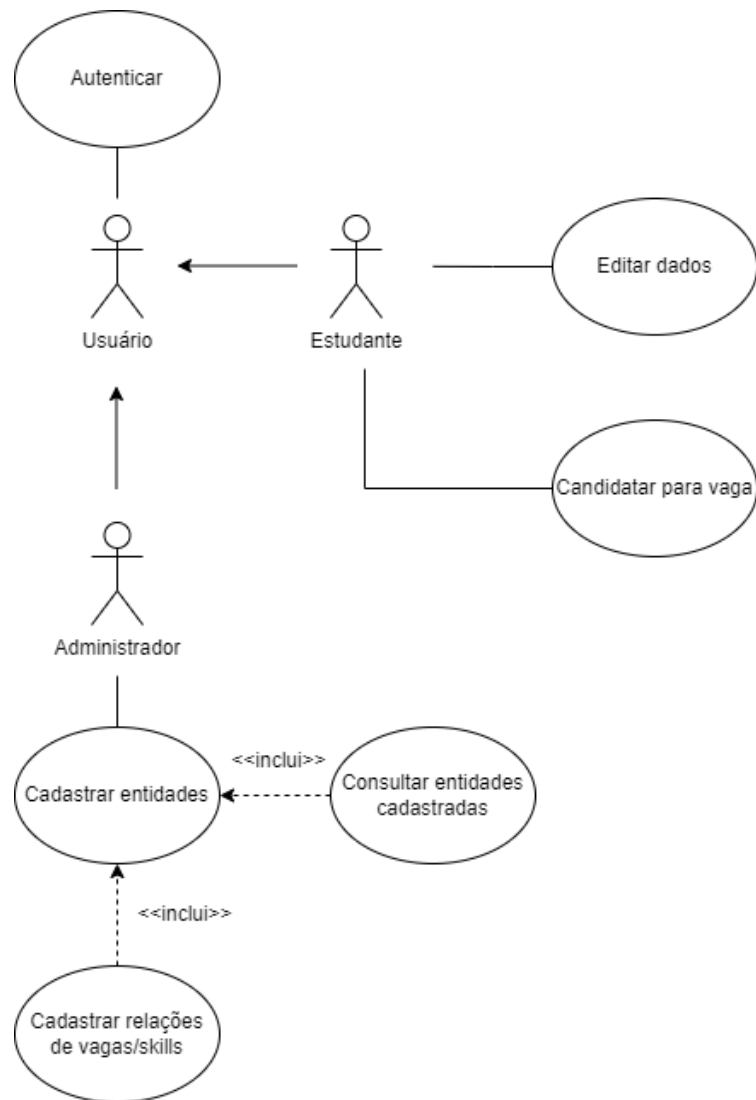 Autenticar
Usuário
Estudante
Editar dados
Candidatar para vaga
Administrador
Cadastrar entidades
<<inclui>>
Consultar entidades
cadastradas
<<inclui>>
Cadastrar relações
de vagas/skills